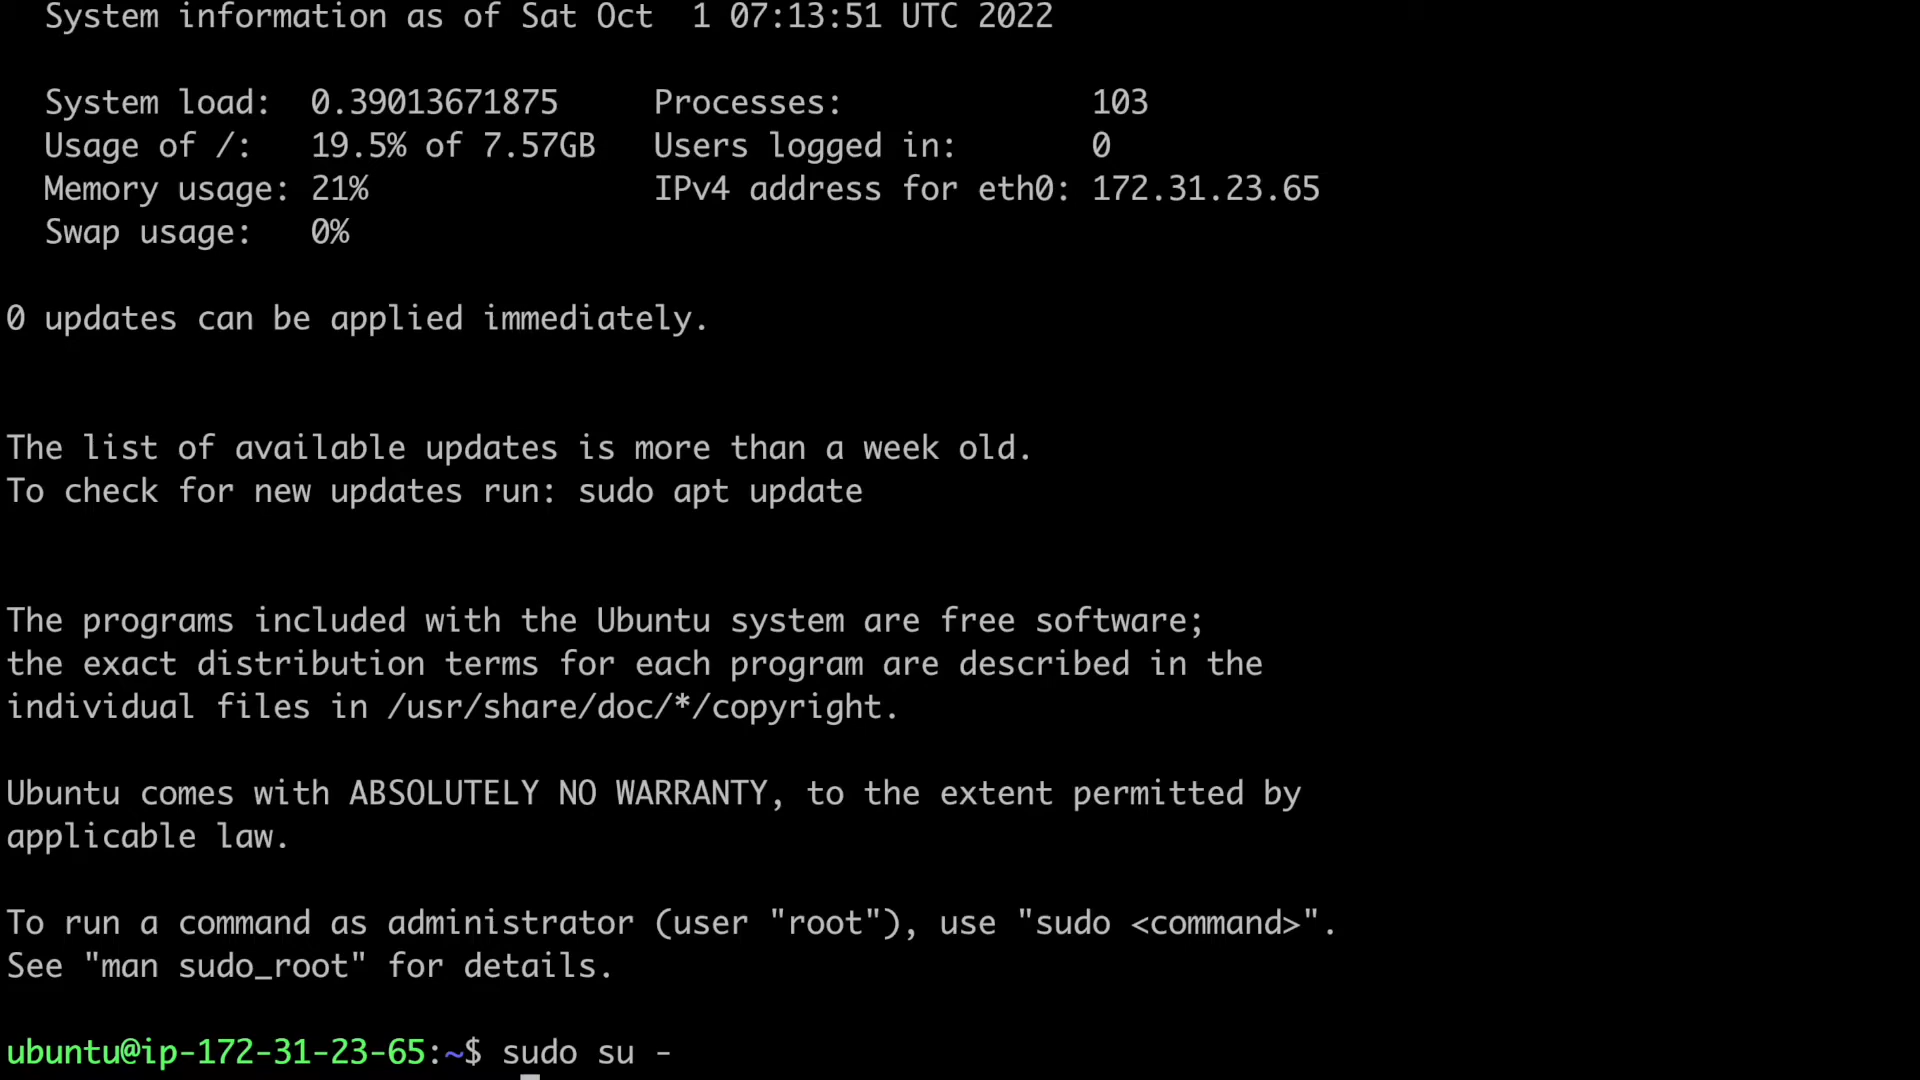 System information as of Sat Oct  1 07:13:51 UTC 2022
System load:  0.39013671875     Processes:             103
Usage of /:   19.5% of 7.57GB   Users logged in:       0
Memory usage: 21%               IPv4 address for eth0: 172.31.23.65
Swap usage:   0%
0 updates can be applied immediately.
The list of available updates is more than a week old.
To check for new updates run: sudo apt update
The programs included with the Ubuntu system are free software;
the exact distribution terms for each program are described in the
individual files in /usr/share/doc/*/copyright.
Ubuntu comes with ABSOLUTELY NO WARRANTY, to the extent permitted by
applicable law.
To run a command as administrator (user "root"), use "sudo <command>".
See "man sudo_root" for details.
ubuntu@ip-172-31-23-65:~$ sudo su -